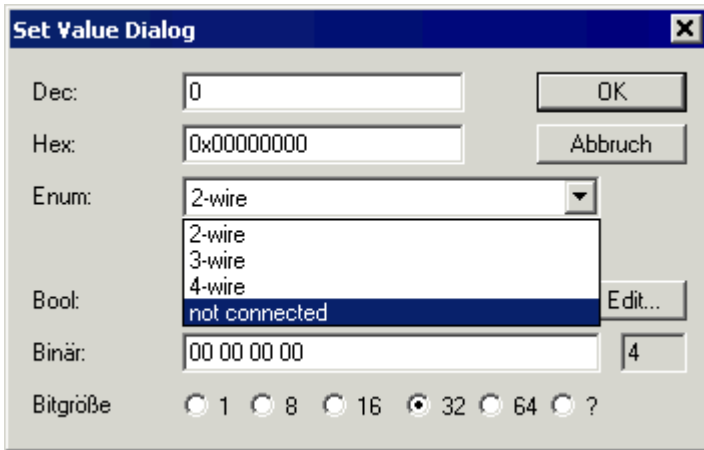 Set Value Dialog
Dec: 0 OK
Hex: 0x00000000 Abbruch
Enum: 2-wire
2-wire
3-wire
4-wire
not connected
Bool: Edit...
Binär: 00 00 00 00 4
Bitgröße 1 8 16 32 64 ?